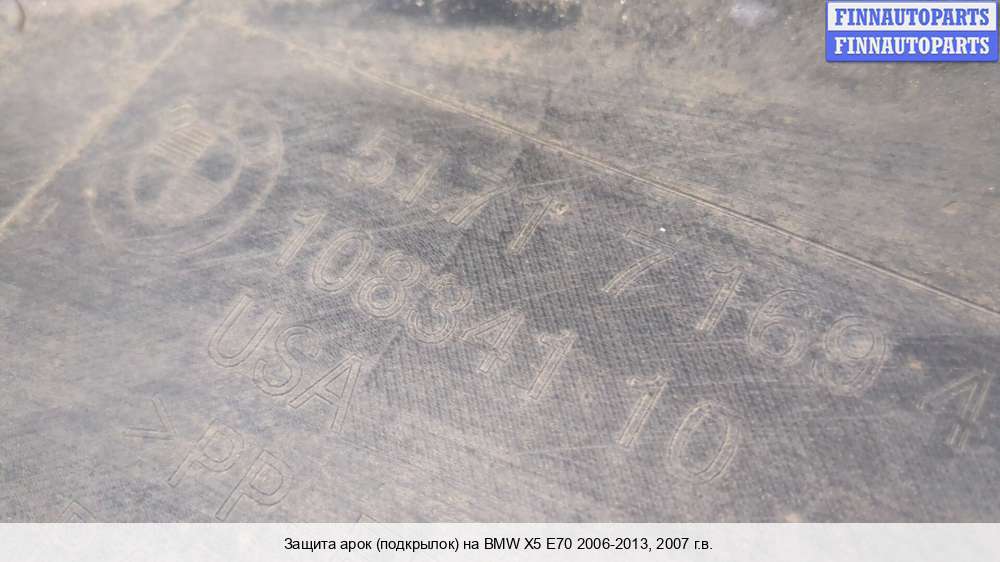 FINNAUTOPARTS
FINNAUTOPARTS
51.71 7 169 4
108341 10
USA
>PP
Защита арок (подкрылок) на BMW X5 E70 2006-2013, 2007 г.в.